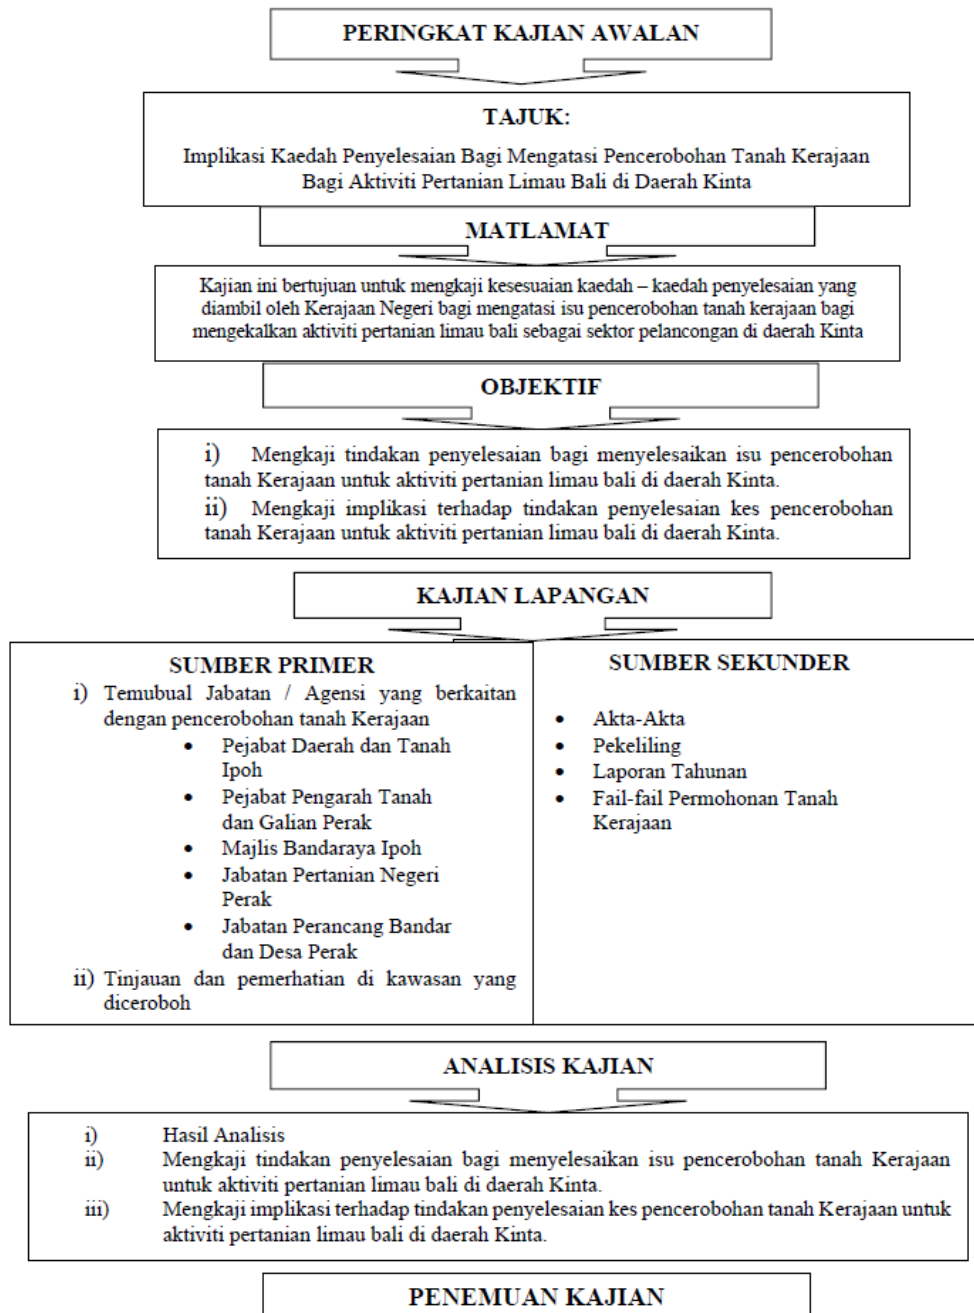 PERINGKAT KAJIAN AWALAN
TAJUK:
Implikasi Kaedah Penyelesaian Bagi Mengatasi Pencerobohan Tanah Kerajaan
Bagi Aktiviti Pertanian Limau Bali di Daerah Kinta
MATLAMAT
Kajian ini bertujuan untuk mengkaji kesesuaian kaedah – kaedah penyelesaian yang
diambil oleh Kerajaan Negeri bagi mengatasi isu pencerobohan tanah kerajaan bagi
mengekalkan aktiviti pertanian limau bali sebagai sektor pelancongan di daerah Kinta
OBJEKTIF
i) Mengkaji tindakan penyelesaian bagi menyelesaikan isu pencerobohan
tanah Kerajaan untuk aktiviti pertanian limau bali di daerah Kinta.
ii) Mengkaji implikasi terhadap tindakan penyelesaian kes pencerobohan
tanah Kerajaan untuk aktiviti pertanian limau bali di daerah Kinta.
KAJIAN LAPANGAN
SUMBER PRIMER
i) Temubual Jabatan / Agensi yang berkaitan
dengan pencerobohan tanah Kerajaan
• Pejabat Daerah dan Tanah
Ipoh
• Pejabat Pengarah Tanah
dan Galian Perak
• Majlis Bandaraya Ipoh
• Jabatan Pertanian Negeri
Perak
• Jabatan Perancang Bandar
dan Desa Perak
ii) Tinjauan dan pemerhatian di kawasan yang
diceroboh
SUMBER SEKUNDER
• Akta-Akta
• Pekeliling
• Laporan Tahunan
• Fail-fail Permohonan Tanah
Kerajaan
ANALISIS KAJIAN
i) Hasil Analisis
ii) Mengkaji tindakan penyelesaian bagi menyelesaikan isu pencerobohan tanah Kerajaan
untuk aktiviti pertanian limau bali di daerah Kinta.
iii) Mengkaji implikasi terhadap tindakan penyelesaian kes pencerobohan tanah Kerajaan untuk
aktiviti pertanian limau bali di daerah Kinta.
PENEMUAN KAJIAN